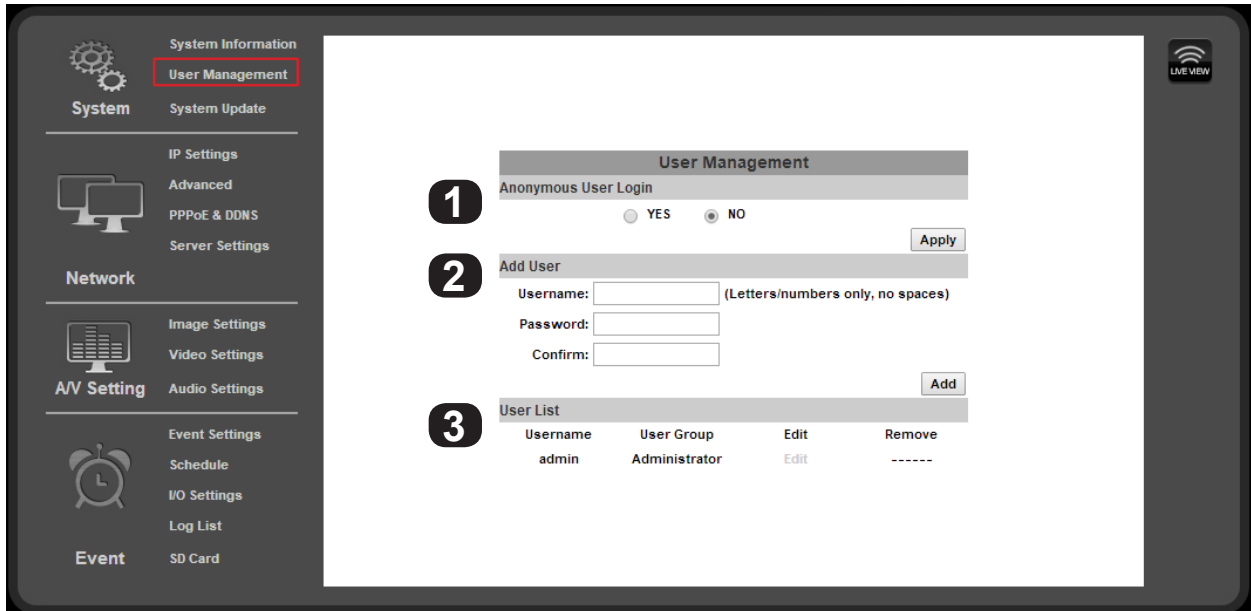 System Information
User Management
System Update
System
IP Settings
Advanced
PPPoE & DDNS
Server Settings
Network
Image Settings
Video Settings
Audio Settings
A/V Setting
Event Settings
Schedule
I/O Settings
Log List
SD Card
Event
User Management
1
Anonymous User Login
YES NO
Apply
2
Add User
Username: (Letters/numbers only, no spaces)
Password:
Confirm:
Add
3
User List
Username User Group Edit Remove
admin Administrator Edit ------
LIVE VIEW